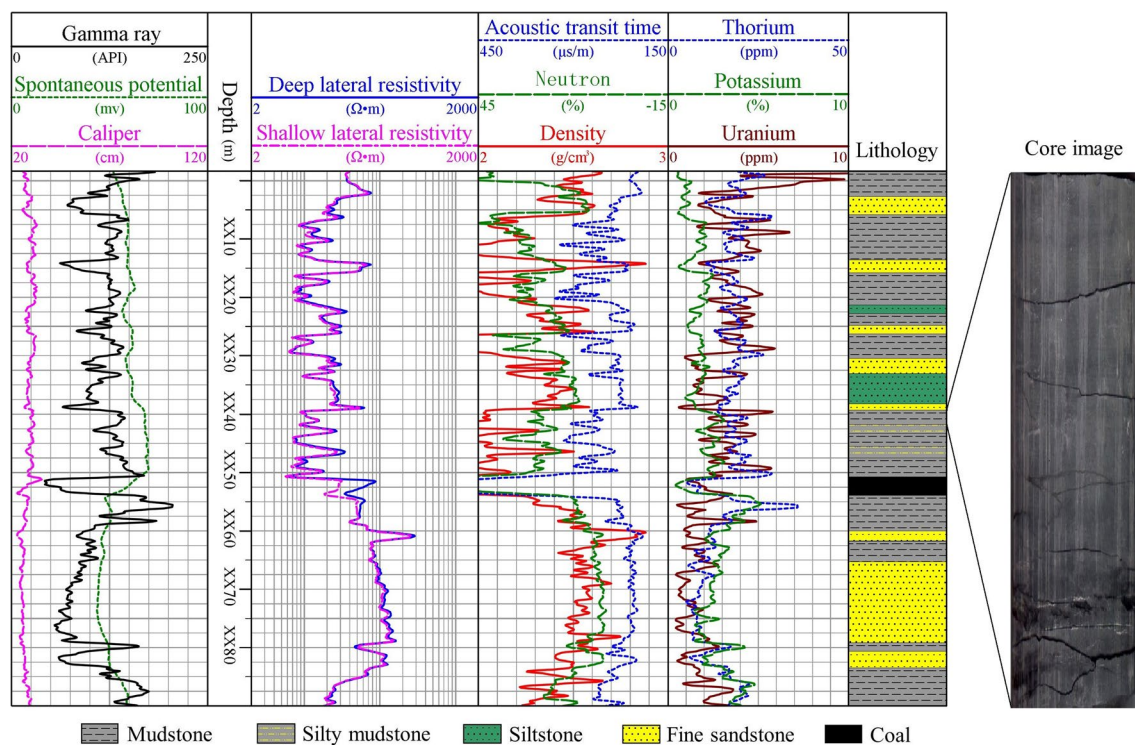 Gamma ray
0 (API) 250
Spontaneous potential
0 (mv) 100
Caliper
20 (cm) 120
Depth (m)
Deep lateral resistivity
2 (Ω•m) 2000
Shallow lateral resistivity
2 (Ω•m) 2000
Acoustic transit time
450 (μs/m) 150
Neutron
45 (%) -15
Density
2 (g/cm³) 3
Thorium
0 (ppm) 50
Potassium
0 (%) 10
Uranium
0 (ppm) 10
Lithology
Core image
XX10
XX20
XX30
XX40
XX50
XX60
XX70
XX80
Mudstone
Silty mudstone
Siltstone
Fine sandstone
Coal